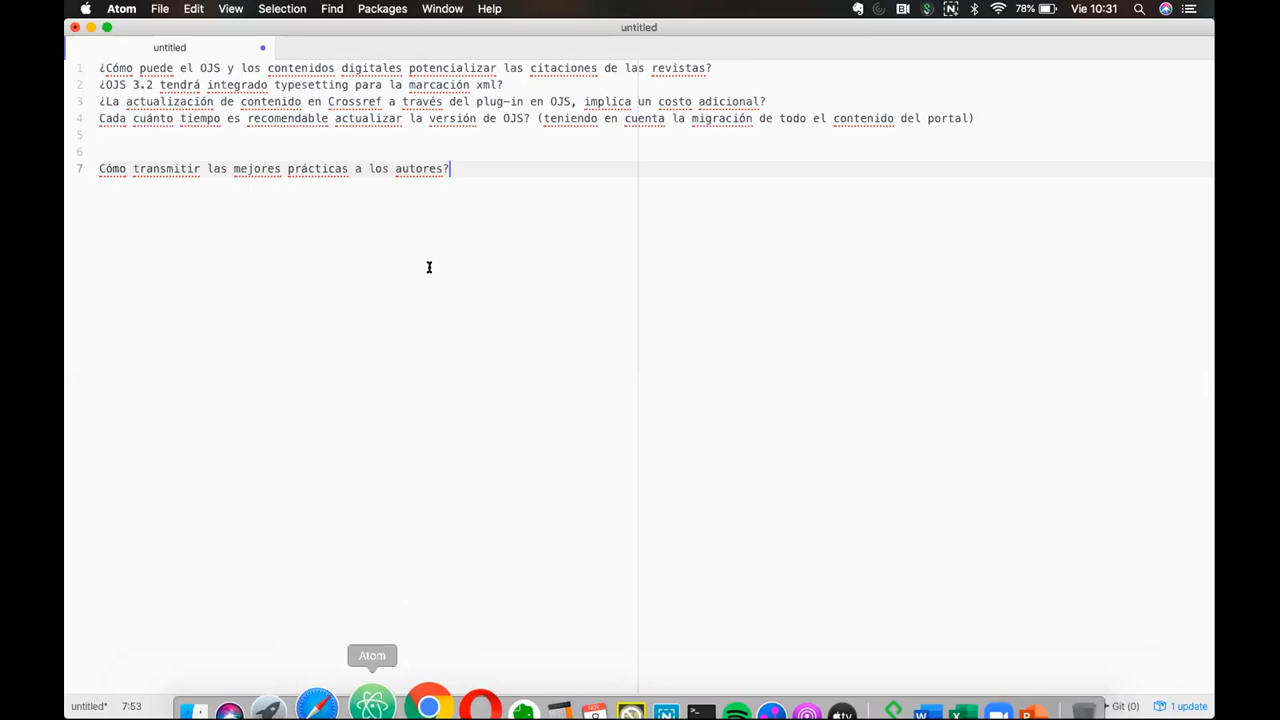 Atom File Edit View Selection Find Packages Window Help 78% Vie 10:31
untitled
untitled
1 ¿Cómo puede el OJS y los contenidos digitales potencializar las citaciones de las revistas?
2 ¿OJS 3.2 tendrá integrado typesetting para la marcación xml?
3 ¿La actualización de contenido en Crossref a través del plug-in en OJS, implica un costo adicional?
4 Cada cuánto tiempo es recomendable actualizar la versión de OJS? (teniendo en cuenta la migración de todo el contenido del portal)
5
6
7 Cómo transmitir las mejores prácticas a los autores?
Atom
untitled* 7:53 Git (0) 1 update